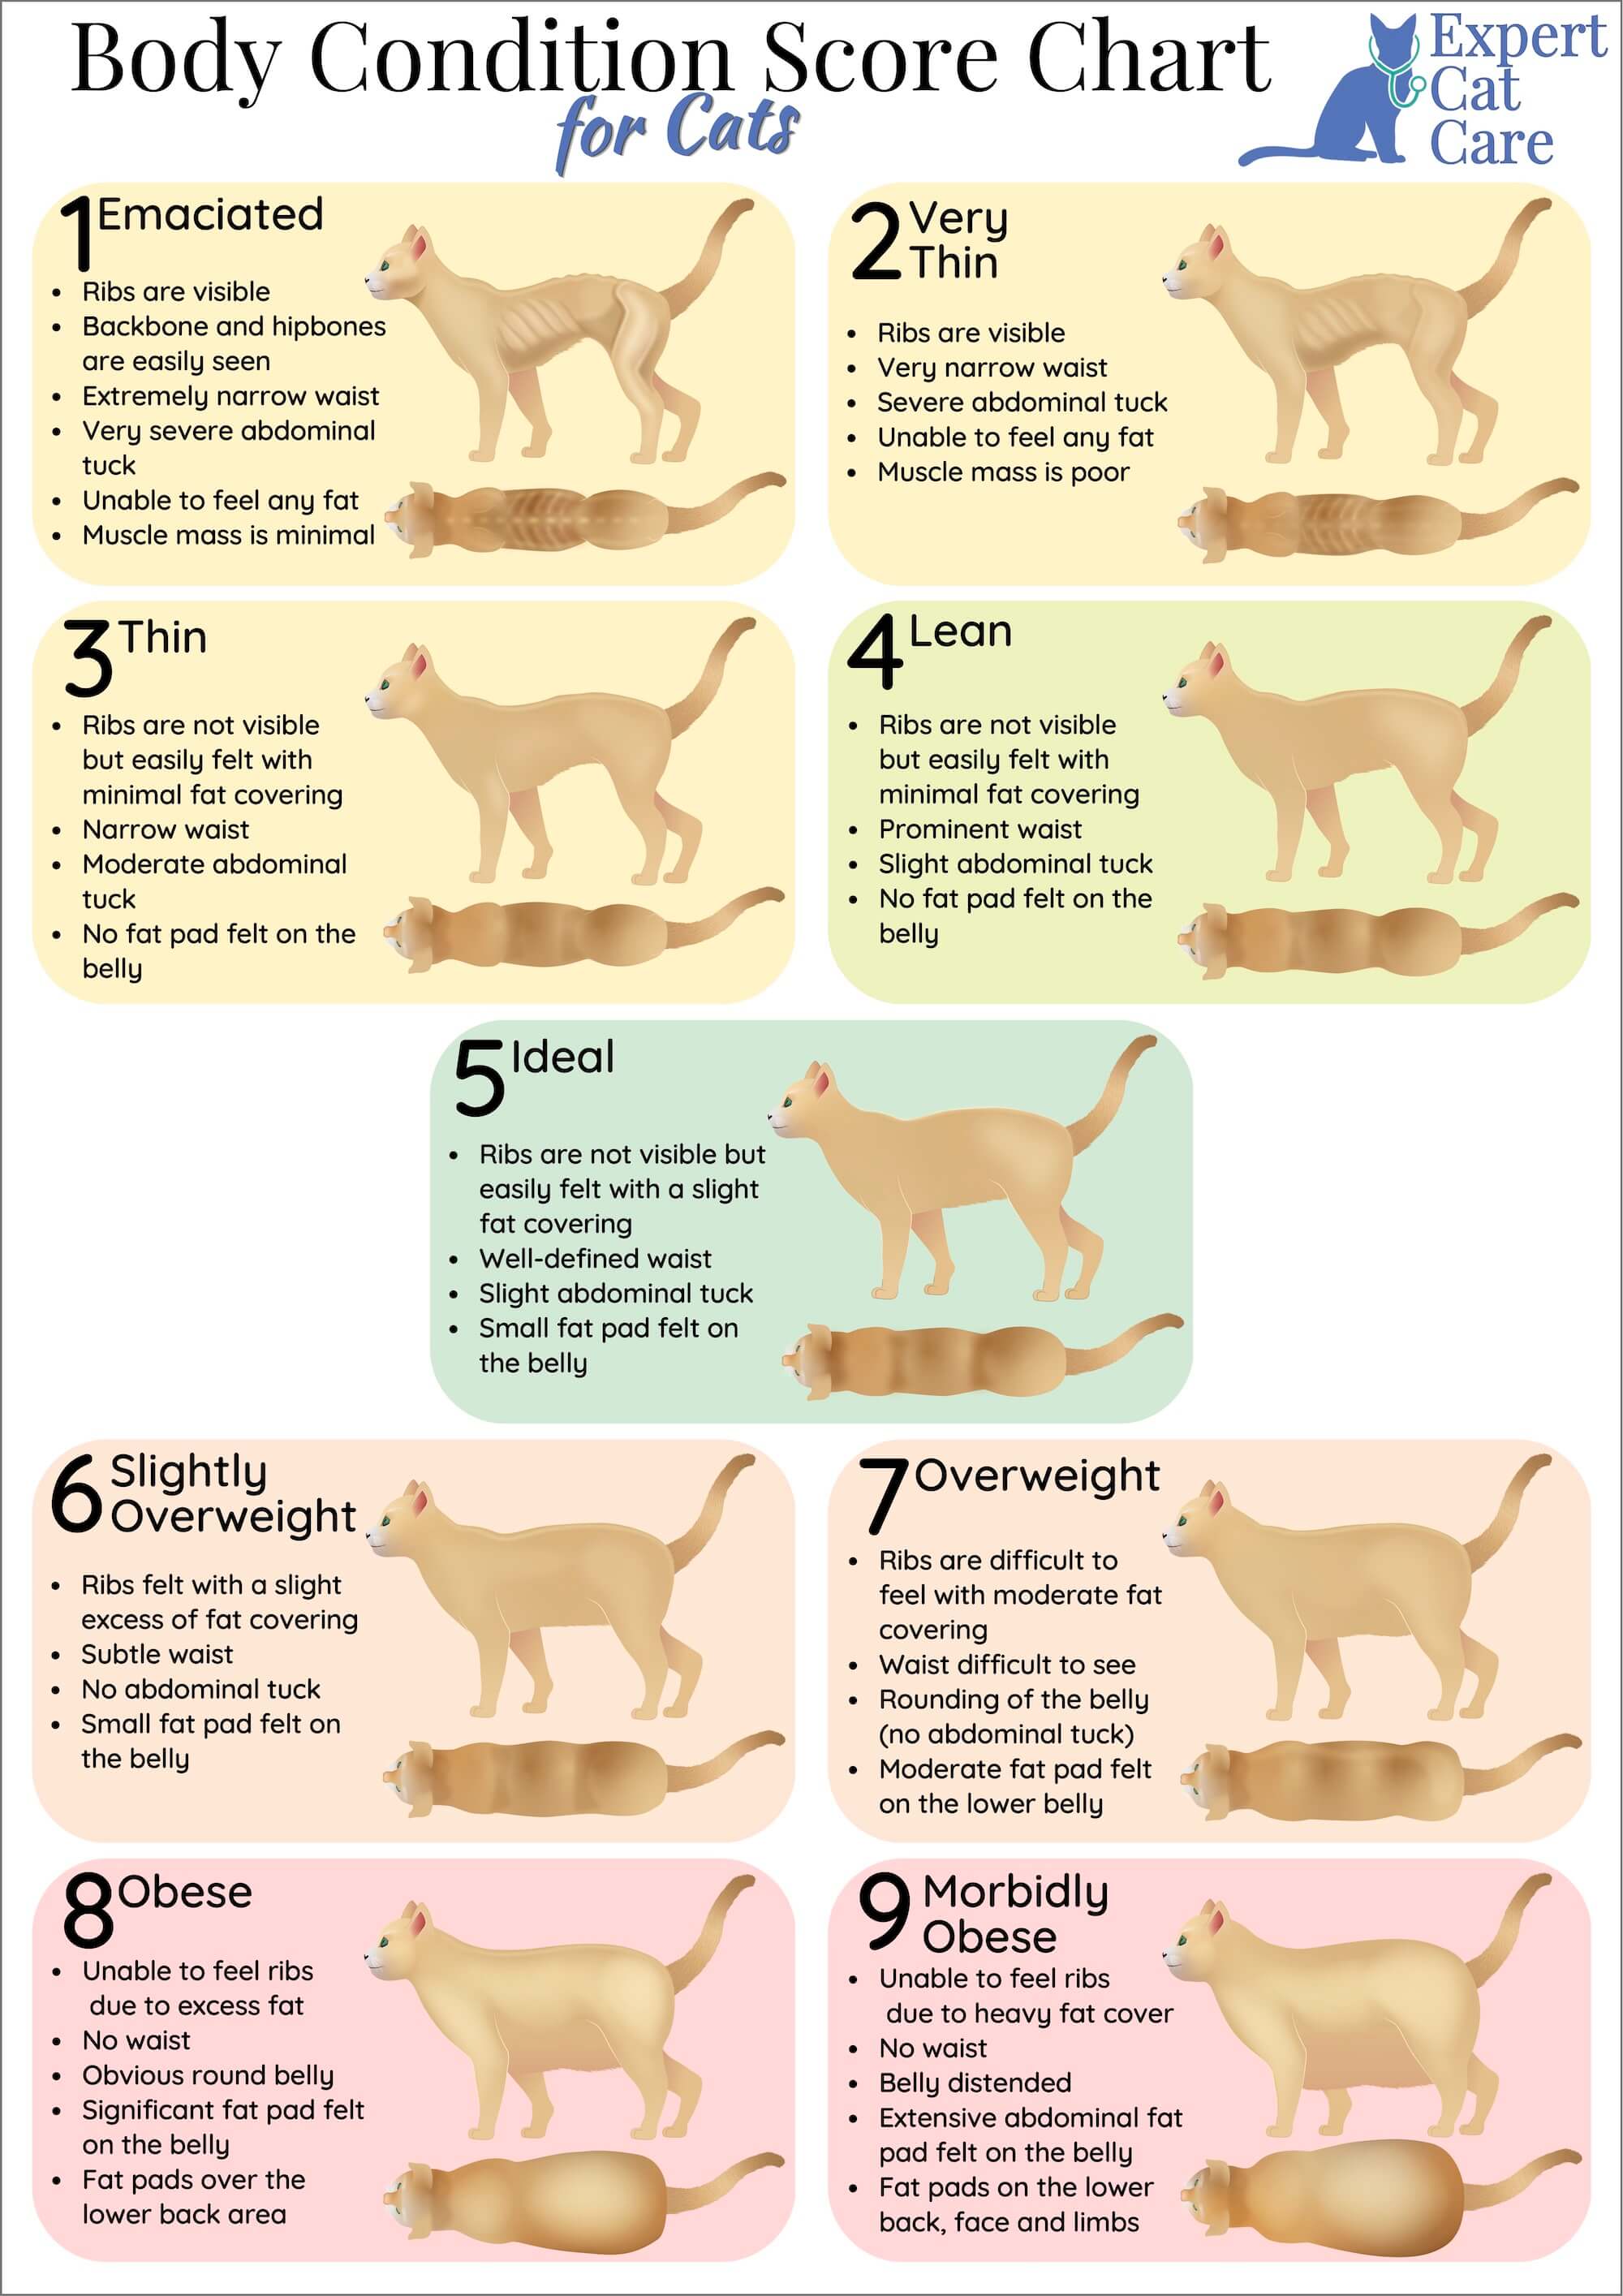 Body Condition Score Chart
for Cats
Expert
Cat
Care
1 Emaciated
• Ribs are visible
• Backbone and hipbones
are easily seen
• Extremely narrow waist
• Very severe abdominal
tuck
• Unable to feel any fat
• Muscle mass is minimal
2 Very
Thin
• Ribs are visible
• Very narrow waist
• Severe abdominal tuck
• Unable to feel any fat
• Muscle mass is poor
3 Thin
• Ribs are not visible
but easily felt with
minimal fat covering
• Narrow waist
• Moderate abdominal
tuck
• No fat pad felt on the
belly
4 Lean
• Ribs are not visible
but easily felt with
minimal fat covering
• Prominent waist
• Slight abdominal tuck
• No fat pad felt on the
belly
5 Ideal
• Ribs are not visible but
easily felt with a slight
fat covering
• Well-defined waist
• Slight abdominal tuck
• Small fat pad felt on
the belly
6 Slightly
Overweight
• Ribs felt with a slight
excess of fat covering
• Subtle waist
• No abdominal tuck
• Small fat pad felt on
the belly
7 Overweight
• Ribs are difficult to
feel with moderate fat
covering
• Waist difficult to see
• Rounding of the belly
(no abdominal tuck)
• Moderate fat pad felt
on the lower belly
8 Obese
• Unable to feel ribs
due to excess fat
• No waist
• Obvious round belly
• Significant fat pad felt
on the belly
• Fat pads over the
lower back area
9 Morbidly
Obese
• Unable to feel ribs
due to heavy fat cover
• No waist
• Belly distended
• Extensive abdominal fat
pad felt on the belly
• Fat pads on the lower
back, face and limbs